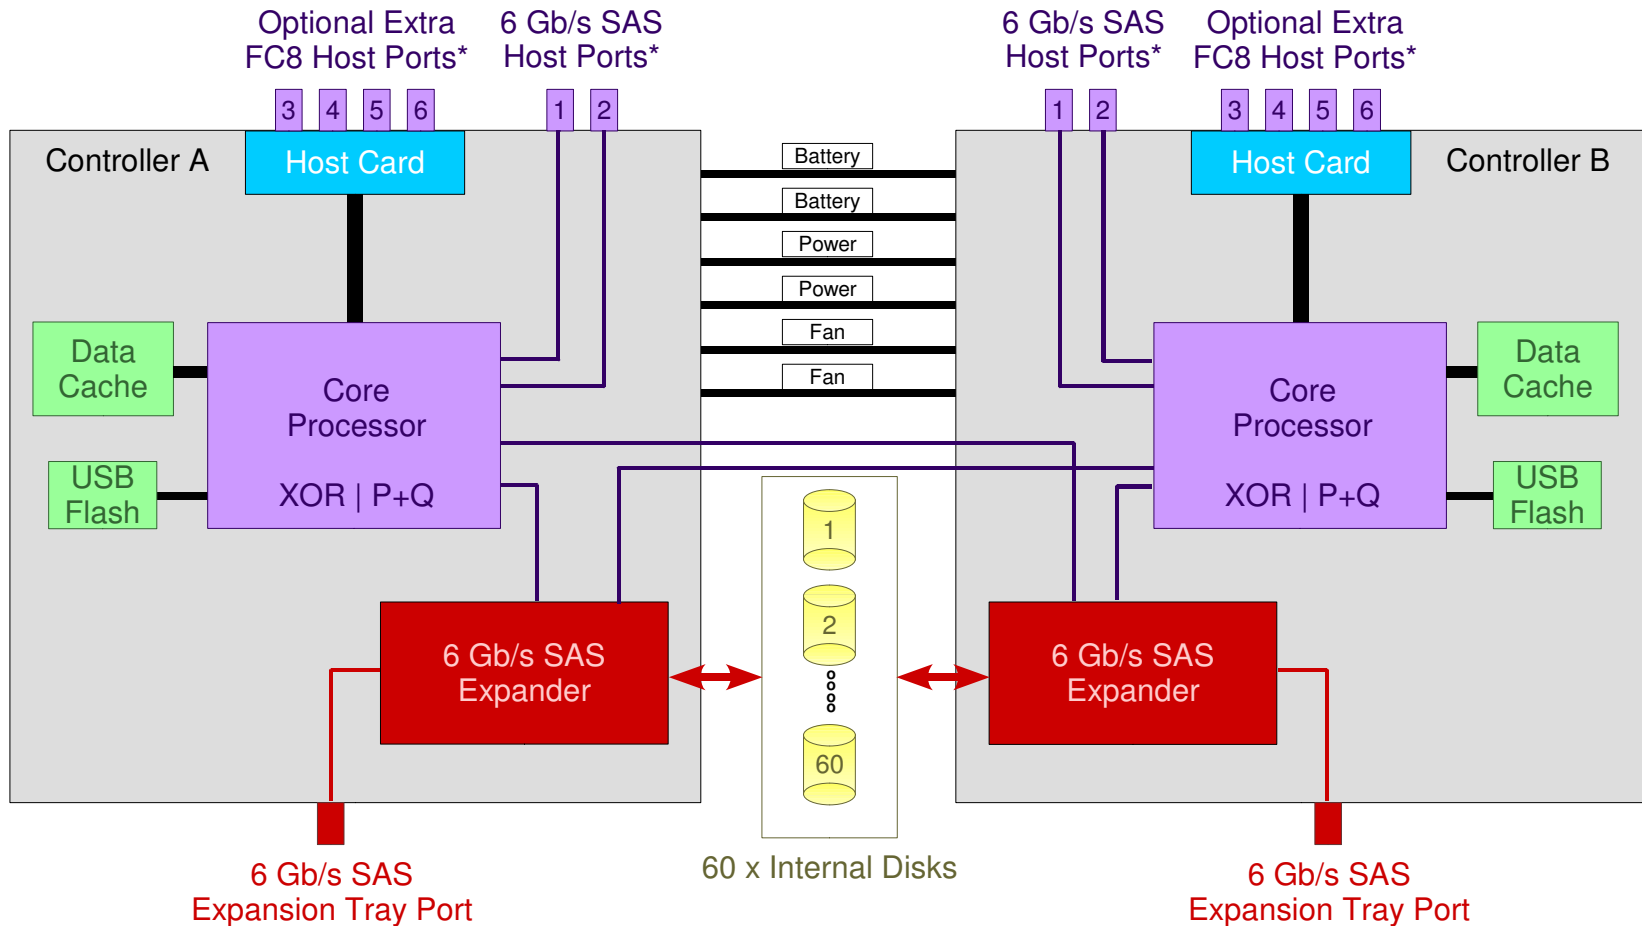 Optional Extra
FC8 Host Ports*
6 Gb/s SAS
Host Ports*
6 Gb/s SAS
Host Ports*
Optional Extra
FC8 Host Ports*
3
4
5
6
1
2
1
2
3
4
5
6
Controller A
Host Card
Battery
Battery
Power
Power
Fan
Fan
Host Card
Controller B
Data
Cache
Core
Processor
XOR | P+Q
USB
Flash
Core
Processor
XOR | P+Q
Data
Cache
USB
Flash
1
2
60
6 Gb/s SAS
Expander
6 Gb/s SAS
Expander
6 Gb/s SAS
Expansion Tray Port
60 x Internal Disks
6 Gb/s SAS
Expansion Tray Port